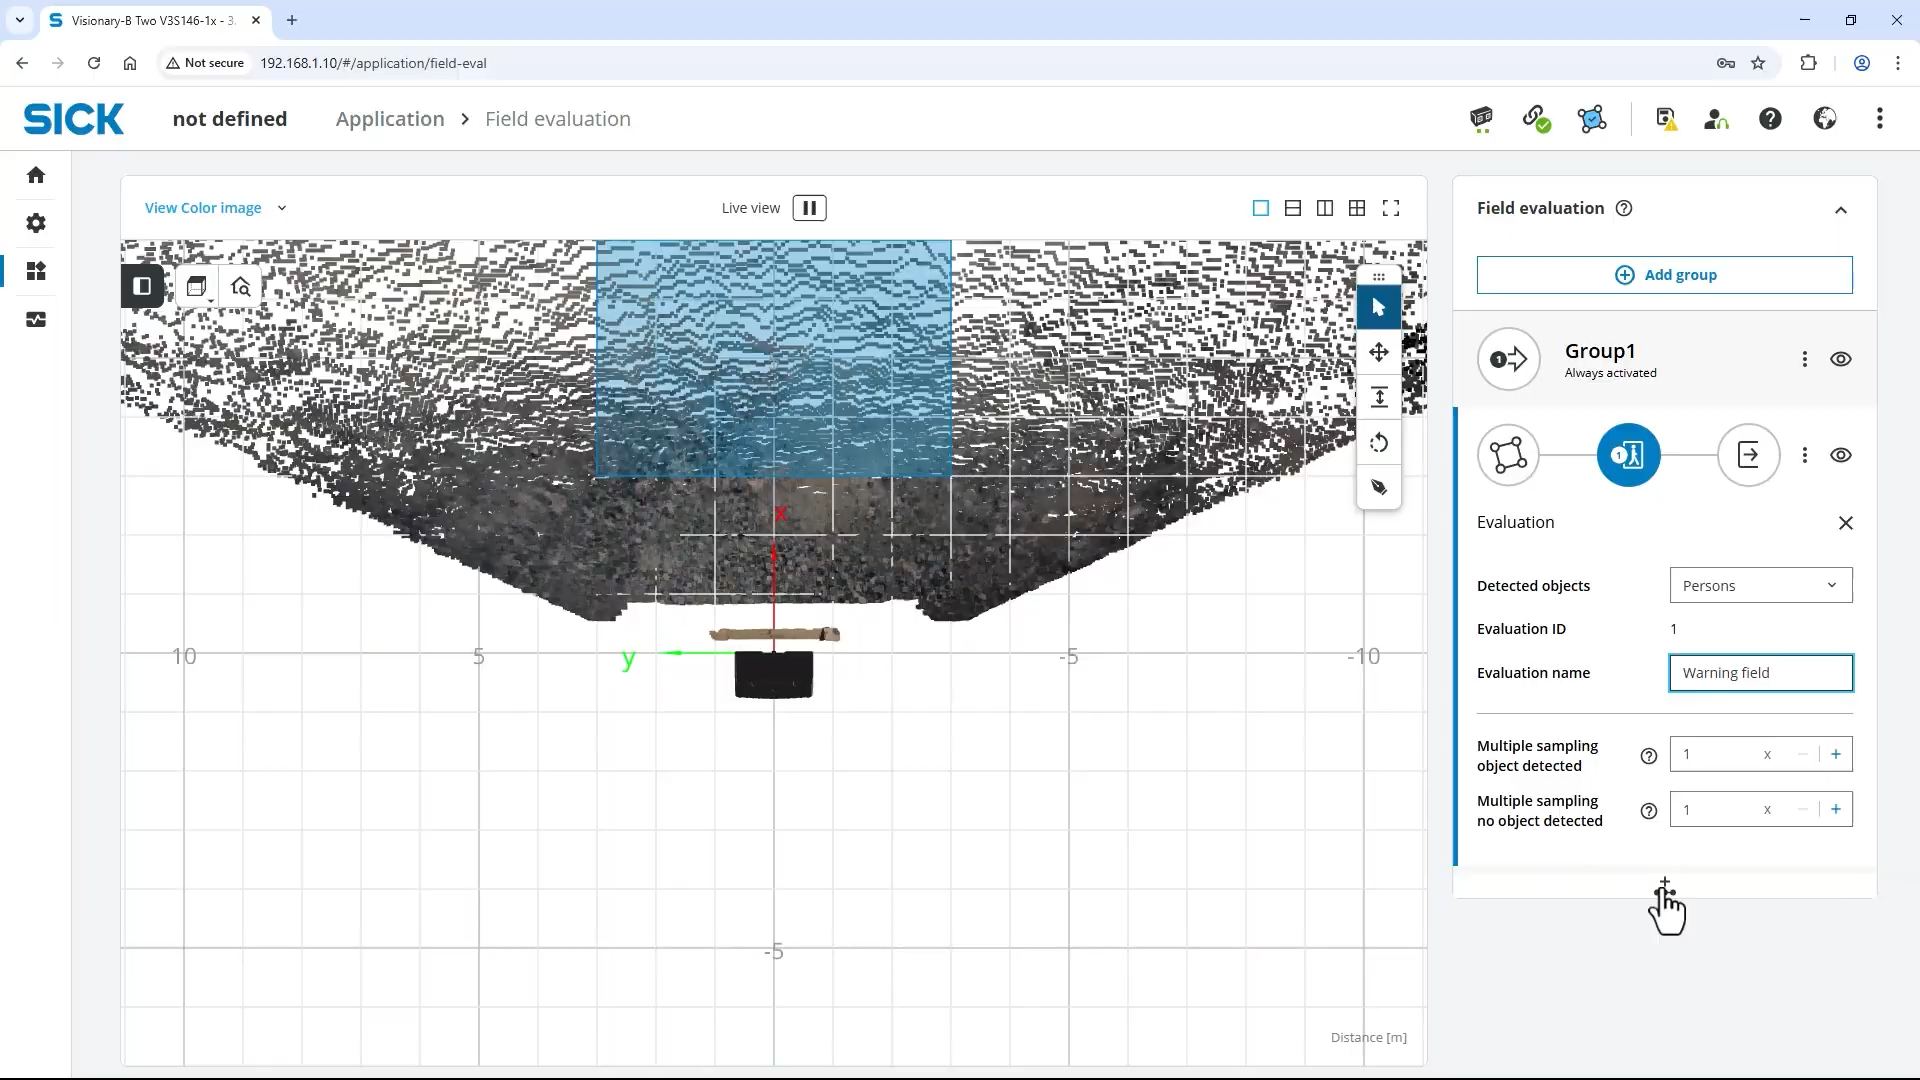 Visionary-B Two V3S146-1x - 3.
Not secure
192.168.1.10/#/application/field-eval
SICK
not defined
Application
Field evaluation
View Color image
Live view
Field evaluation
Add group
1
Group1
Always activated
1
Evaluation
Detected objects
Persons
Evaluation ID
1
Evaluation name
Warning field
Multiple sampling
object detected
1
x
Multiple sampling
no object detected
1
x
x
10
5
y
-5
-10
-5
Distance [m]